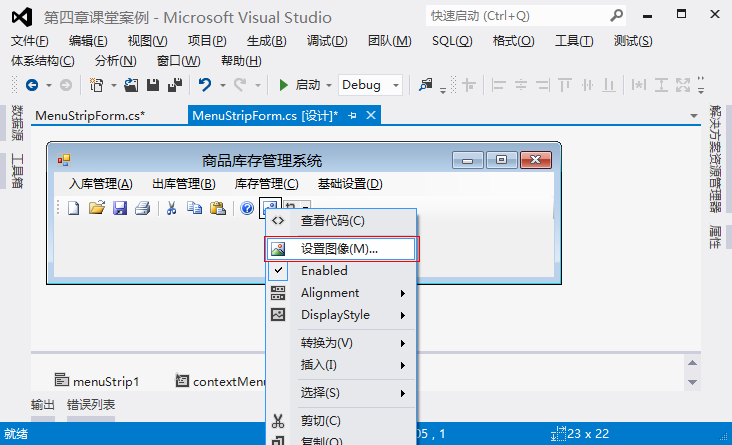 第四章课堂案例 - Microsoft Visual Studio
快速启动 (Ctrl+Q)
文件(F) 编辑(E) 视图(V) 项目(P) 生成(B) 调试(D) 团队(M) SQL(Q) 格式(O) 工具(T) 测试(S)
体系结构(C) 分析(N) 窗口(W) 帮助(H)
启动 Debug
数据源
工具箱
MenuStripForm.cs* MenuStripForm.cs [设计]*
解决方案资源管理器
属性
商品库存管理系统
入库管理(A) 出库管理(B) 库存管理(C) 基础设置(D)
查看代码(C)
设置图像(M)...
Enabled
Alignment
DisplayStyle
转换为(V)
插入(I)
选择(S)
剪切(C)
复制(O)
menuStrip1 contextMenu
输出 错误列表
就绪 05 , 1 23 x 22